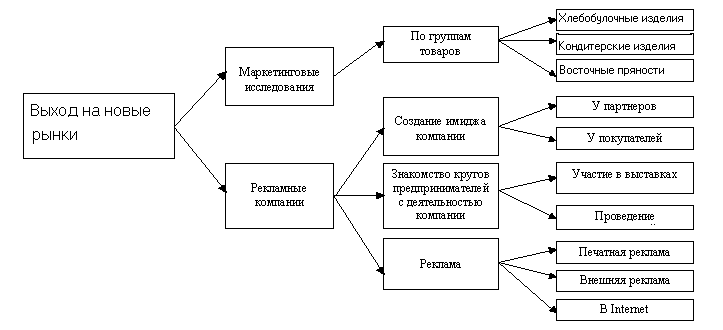 Выход на новые
рынки
Маркетинговые
исследования
Рекламные
компании
По группам
товаров
Создание имиджа
компании
Знакомство кругов
предпринимателей
с деятельностью
компании
Реклама
Хлебобулочные изделия
Кондитерские изделия
Восточные пряности
У партнеров
У покупателей
Участие в выставках
Проведение
Печатная реклама
Внешняя реклама
В Internet